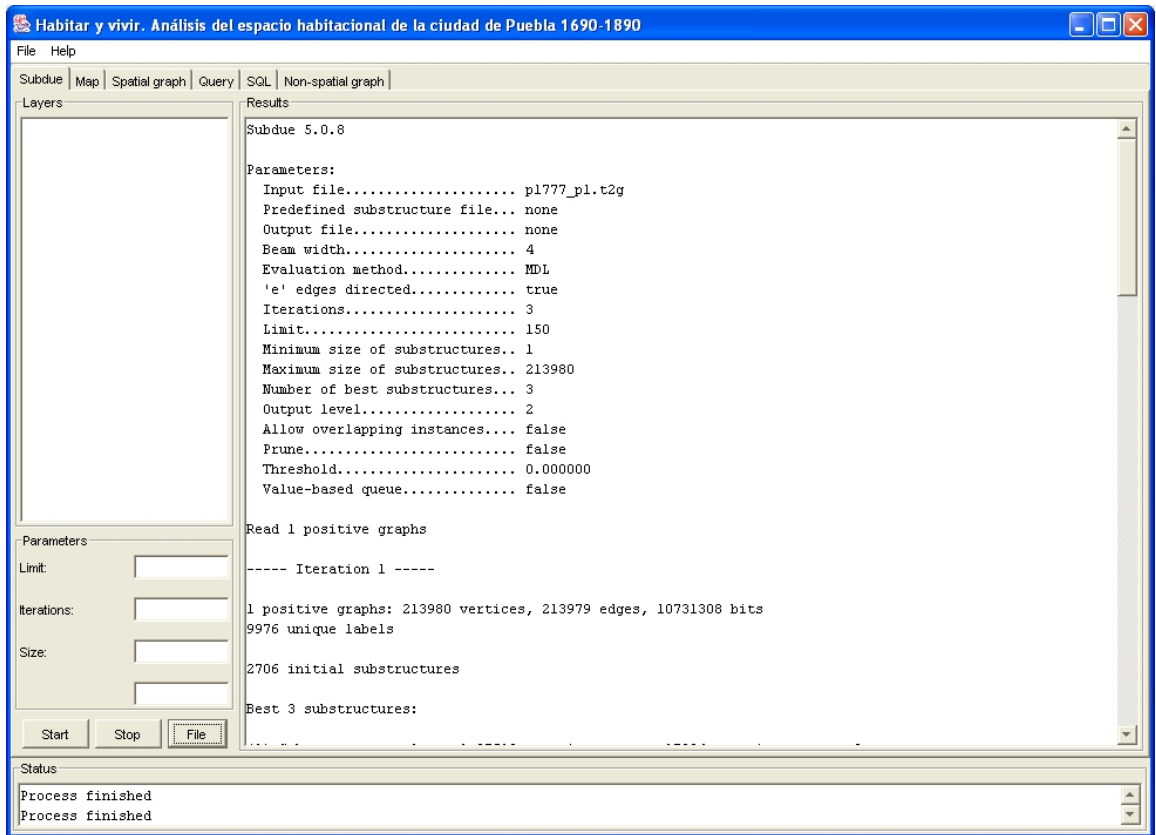 Habitar y vivir. Análisis del espacio habitacional de la ciudad de Puebla 1690-1890
File Help
Subdue Map Spatial graph Query SQL Non-spatial graph
Layers
Results
Subdue 5.0.8
Parameters:
Input file..................... p1777_p1.t2g
Predefined substructure file... none
Output file.................... none
Beam width..................... 4
Evaluation method.............. MDL
'e' edges directed............. true
Iterations..................... 3
Limit.......................... 150
Minimum size of substructures.. 1
Maximum size of substructures.. 213980
Number of best substructures... 3
Output level................... 2
Allow overlapping instances.... false
Prune.......................... false
Threshold...................... 0.000000
Value-based queue.............. false
Read 1 positive graphs
----- Iteration 1 -----
1 positive graphs: 213980 vertices, 213979 edges, 10731308 bits
9976 unique labels
2706 initial substructures
Best 3 substructures:
Parameters
Limit:
Iterations:
Size:
Start Stop File
Status
Process finished
Process finished